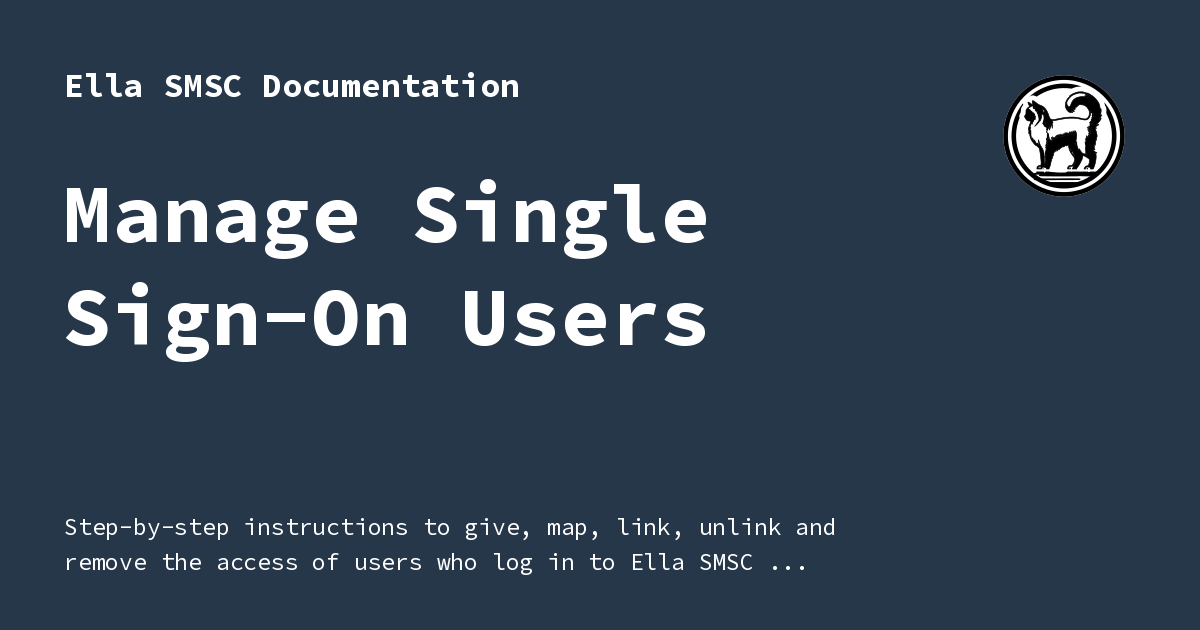 Ella SMSC Documentation
Manage Single
Sign-On Users
Step-by-step instructions to give, map, link, unlink and
remove the access of users who log in to Ella SMSC ...